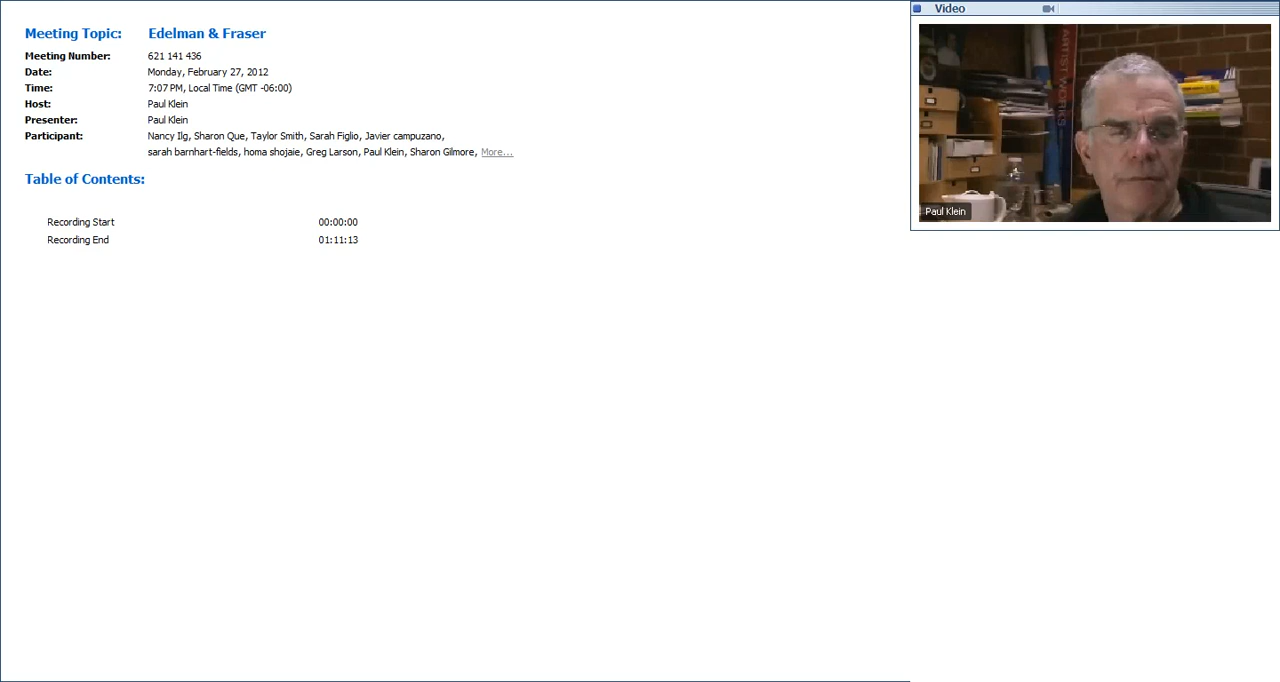 Meeting Topic: Edelman & Fraser
Meeting Number: 621 141 436
Date: Monday, February 27, 2012
Time: 7:07 PM, Local Time (GMT -06:00)
Host: Paul Klein
Presenter: Paul Klein
Participant: Nancy Ilg, Sharon Que, Taylor Smith, Sarah Figlio, Javier campuzano,
sarah barnhart-fields, homa shojaie, Greg Larson, Paul Klein, Sharon Gilmore, More...
Table of Contents:
Recording Start 00:00:00
Recording End 01:11:13
Video
ARTIST WORKS
Paul Klein